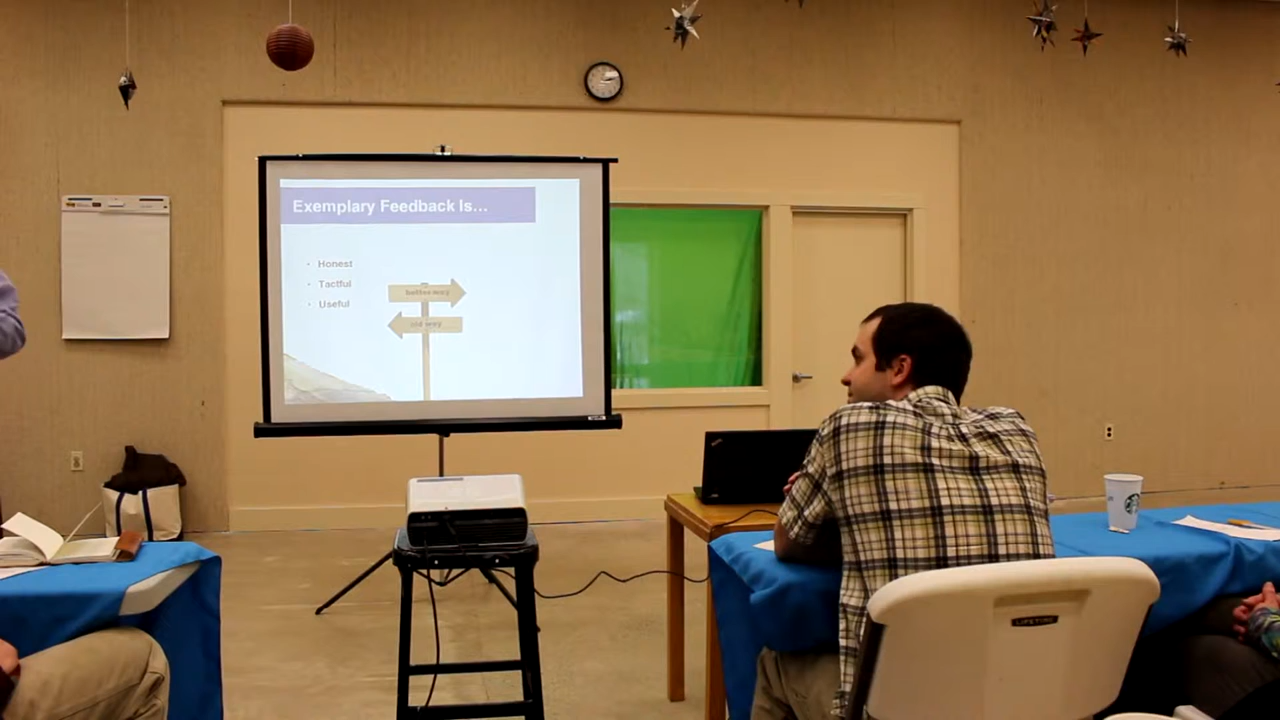 Exemplary Feedback Is...
• Honest
• Tactful
• Useful
better way
old way
LIFETIME